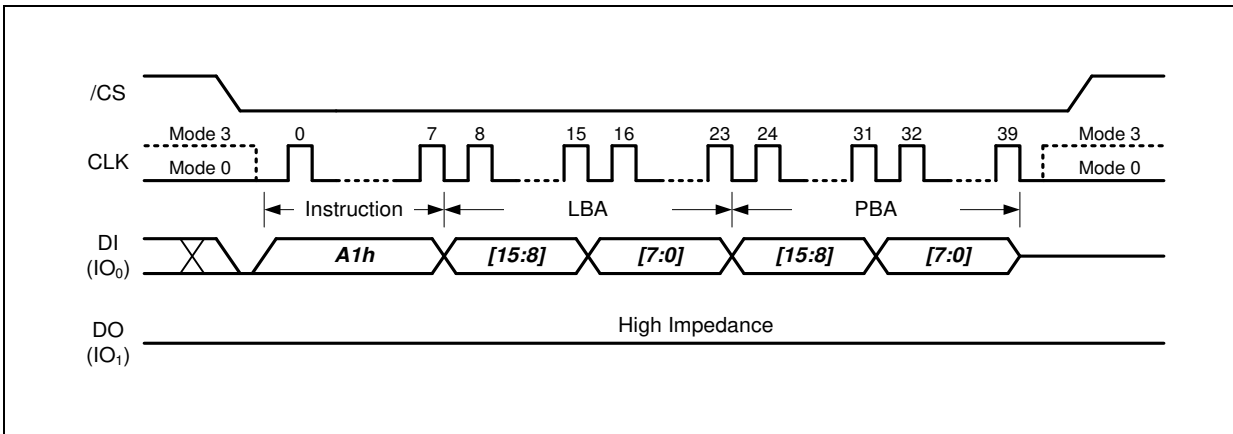 /CS
Mode 3 0 7 8 15 16 23 24 31 32 39 Mode 3
CLK
Mode 0 Mode 0
Instruction LBA PBA
DI
(IO₀)
A1h [15:8] [7:0] [15:8] [7:0]
High Impedance
DO
(IO₁)